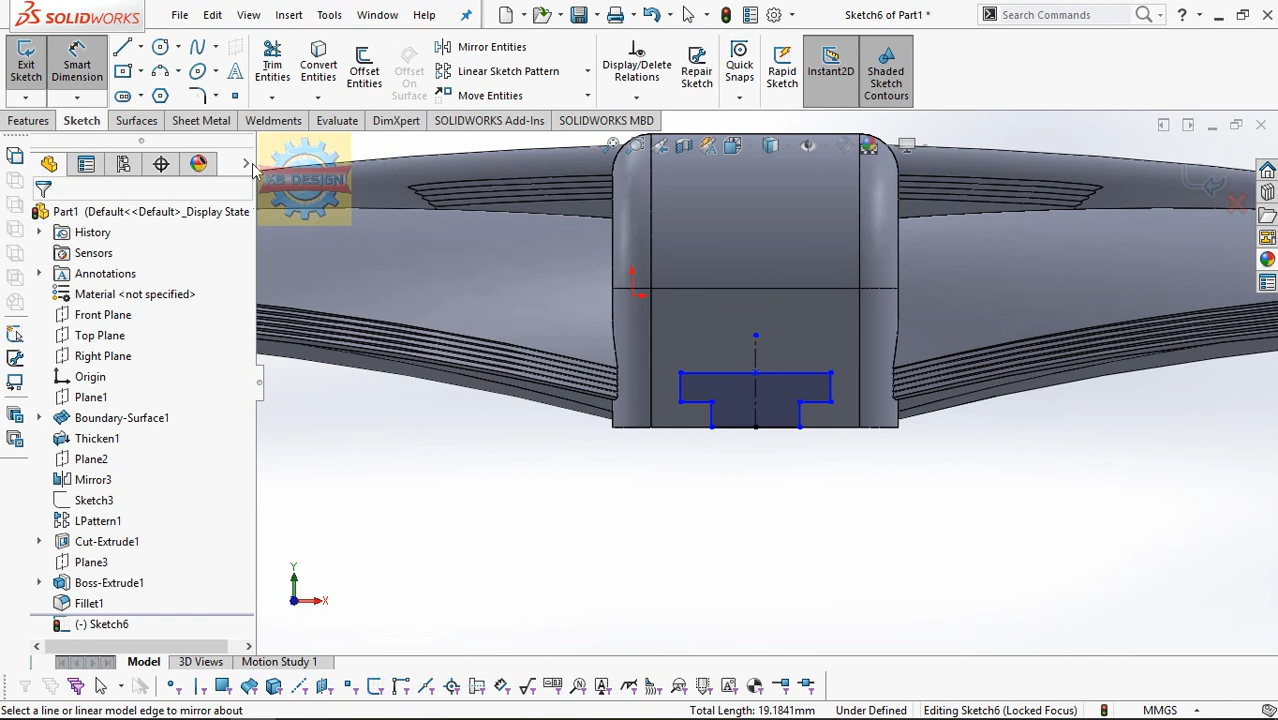 SOLIDWORKS
File
Edit
View
Insert
Tools
Window
Help
Sketch6 of Part1 *
Search Commands
Exit Sketch
Smart Dimension
Trim Entities
Convert Entities
Offset Entities
Offset On Surface
Mirror Entities
Linear Sketch Pattern
Move Entities
Display/Delete Relations
Repair Sketch
Quick Snaps
Rapid Sketch
Instant2D
Shaded Sketch Contours
Features
Sketch
Surfaces
Sheet Metal
Weldments
Evaluate
DimXpert
SOLIDWORKS Add-Ins
SOLIDWORKS MBD
KS DESIGN
Part1 (Default<<Default>_Display State
History
Sensors
Annotations
Material <not specified>
Front Plane
Top Plane
Right Plane
Origin
Plane1
Boundary-Surface1
Thicken1
Plane2
Mirror3
Sketch3
LPattern1
Cut-Extrude1
Plane3
Boss-Extrude1
Fillet1
(-) Sketch6
Y
X
Model
3D Views
Motion Study 1
Select a line or linear model edge to mirror about
Total Length: 19.1841mm
Under Defined
Editing Sketch6 (Locked Focus)
MMGS